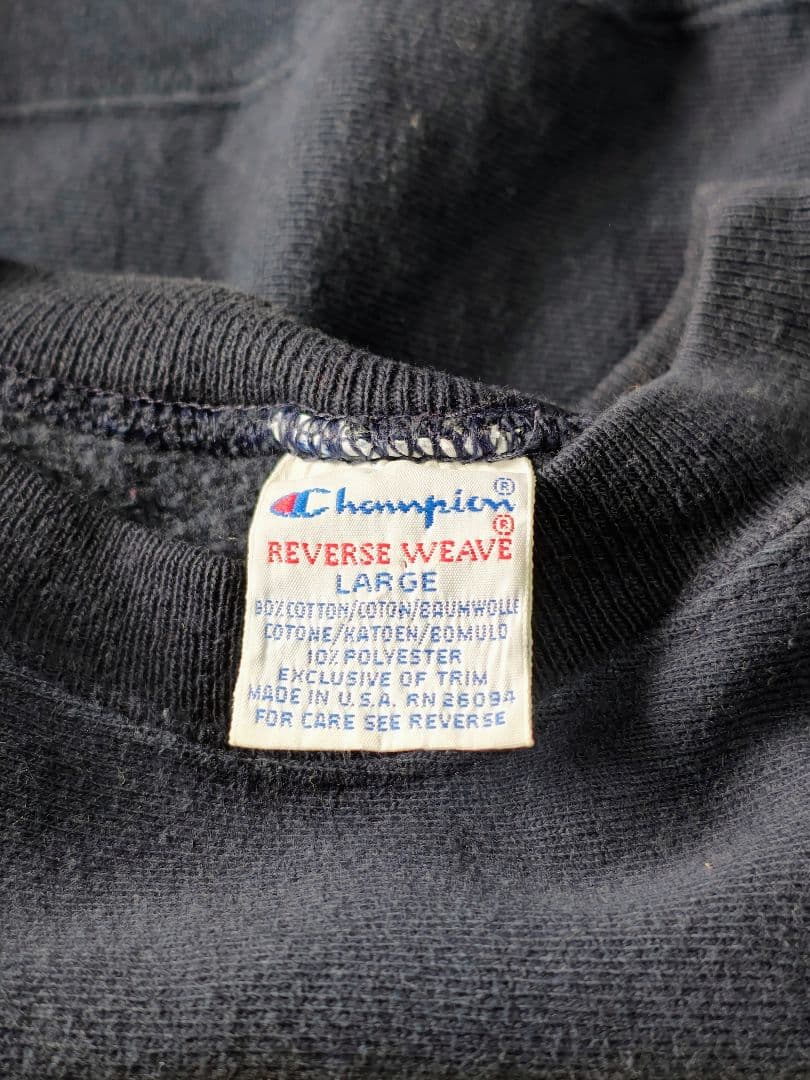 Champion®
REVERSE WEAVE®
LARGE
90% COTTON/COTON/BAUMWOLLE
COTONE/KATOEN/BOMULD
10% POLYESTER
EXCLUSIVE OF TRIM
MADE IN U.S.A. RN 26094
FOR CARE SEE REVERSE